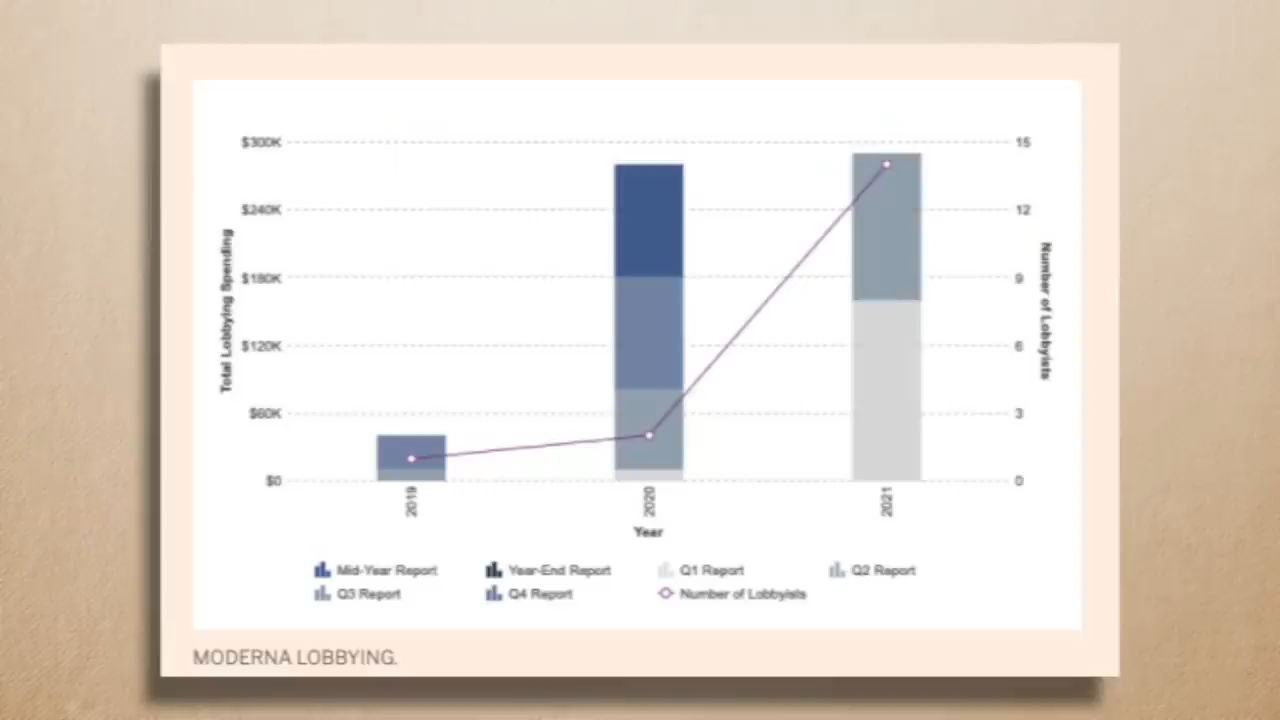 $300K
$240K
$180K
$120K
$60K
$0
Total Lobbying Spending
15
12
9
6
3
0
Number of Lobbyists
2019 2020 2021
Year
Mid-Year Report Year-End Report Q1 Report Q2 Report
Q3 Report Q4 Report Number of Lobbyists
MODERNA LOBBYING.